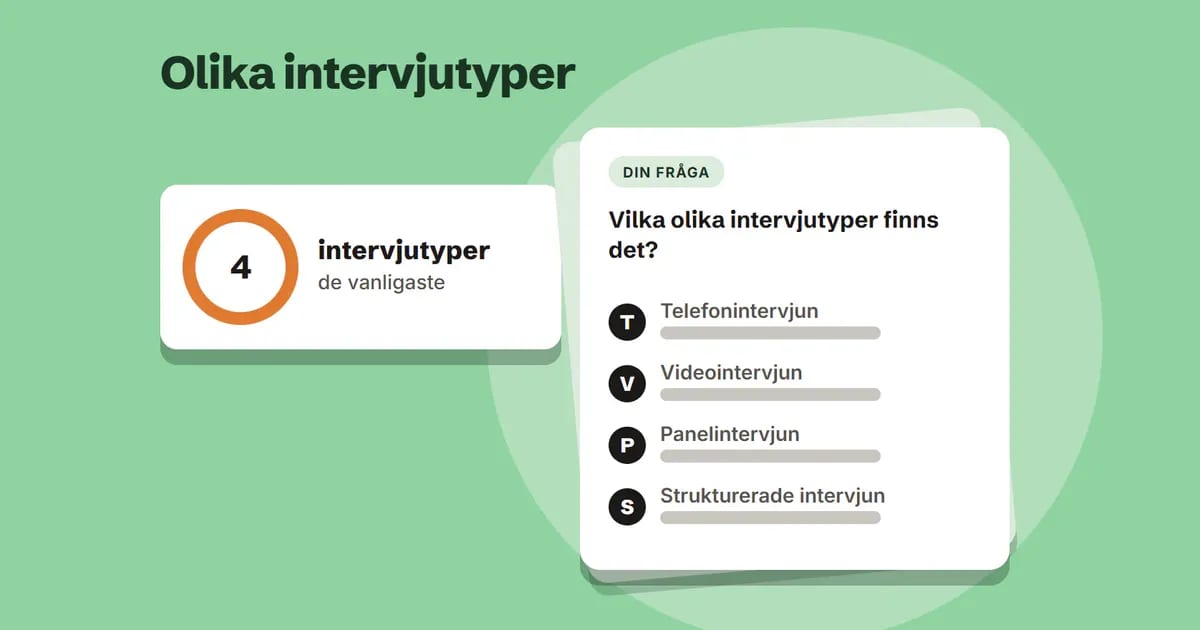 Olika intervjutyper
4
intervjutyper
de vanligaste
DIN FRÅGA
Vilka olika intervjutyper finns
det?
T
Telefonintervjun
V
Videointervjun
P
Panelintervjun
S
Strukturerade intervjun